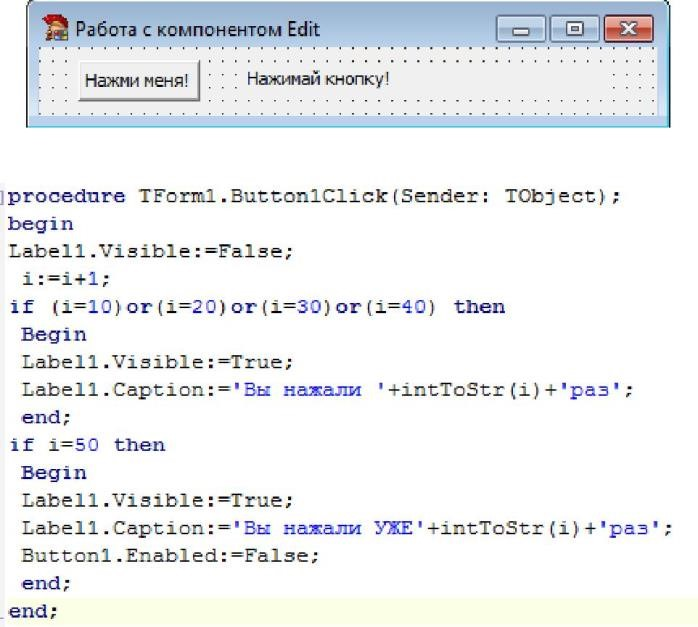 Работа с компонентом Edit
Нажми меня! Нажимай кнопку!
procedure TForm1.Button1Click(Sender: TObject);
begin
Label1.Visible:=False;
i:=i+1;
if (i=10)or(i=20)or(i=30)or(i=40) then
Begin
Label1.Visible:=True;
Label1.Caption:='Вы нажали '+intToStr(i)+'раз';
end;
if i=50 then
Begin
Label1.Visible:=True;
Label1.Caption:='Вы нажали УЖЕ'+intToStr(i)+'раз';
Button1.Enabled:=False;
end;
end;